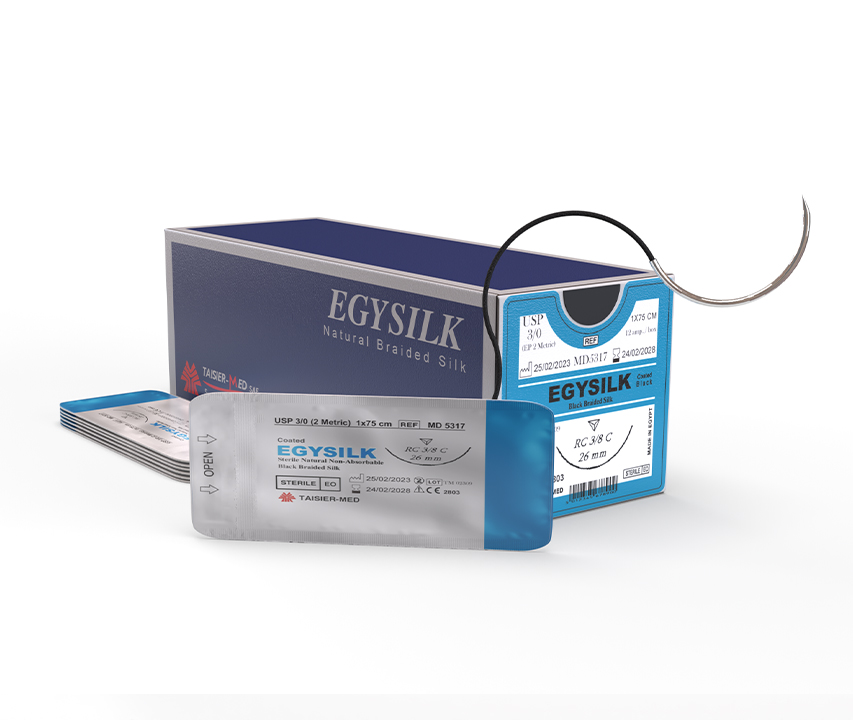 EGYSILK
Natural Braided Silk
TAISIER-MED SAE
USP
3/0
(EP 2 Metric)
1X75 CM
12 amp. / box
REF
25/02/2023 MD5317 24/02/2028
EGYSILK Coated Black
Black Braided Silk
RC 3/8 C
26 mm
MADE IN EGYPT
STERILE EO
OPEN
USP 3/0 (2 Metric) 1x75 cm REF MD 5317
Coated
EGYSILK
Sterile Natural Non-Absorbable
Black Braided Silk
RC 3/8 C
26 mm
STERILE EO
25/02/2023 LOT
24/02/2028 CE 2803
TAISIER-MED